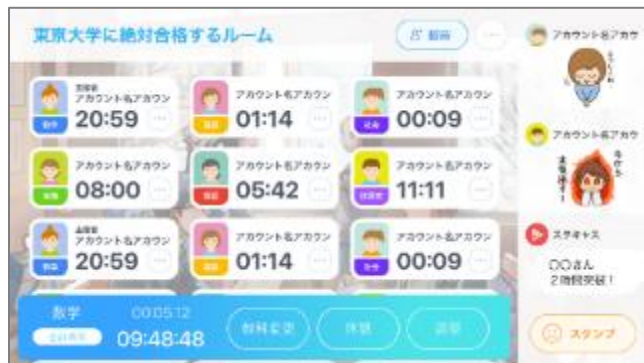 東京大学に絶対合格するルーム
アカウント名アカウン
20:59
アカウント名アカウン
01:14
アカウント名アカウン
社会
00:09
アカウント名アカウン
08:00
アカウント名アカウン
05:42
アカウント名アカウン
11:11
アカウント名アカウン
20:59
アカウント名アカウン
01:14
アカウント名アカウン
社会
00:09
数学
00:05:12
09:48:48
教科変更
休憩
退室
アカウント名アカウ
アカウント名アカウ
スタキャス
○○さん
2時間突破!
スタンプ